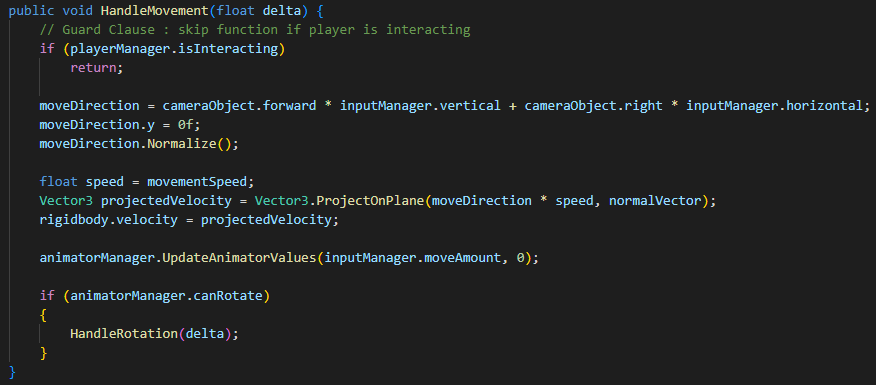 public void HandleMovement(float delta) {
    // Guard Clause : skip function if player is interacting
    if (playerManager.isInteracting)
        return;

    moveDirection = cameraObject.forward * inputManager.vertical + cameraObject.right * inputManager.horizontal;
    moveDirection.y = 0f;
    moveDirection.Normalize();

    float speed = movementSpeed;
    Vector3 projectedVelocity = Vector3.ProjectOnPlane(moveDirection * speed, normalVector);
    rigidbody.velocity = projectedVelocity;

    animatorManager.UpdateAnimatorValues(inputManager.moveAmount, 0);

    if (animatorManager.canRotate)
    {
        HandleRotation(delta);
    }
}